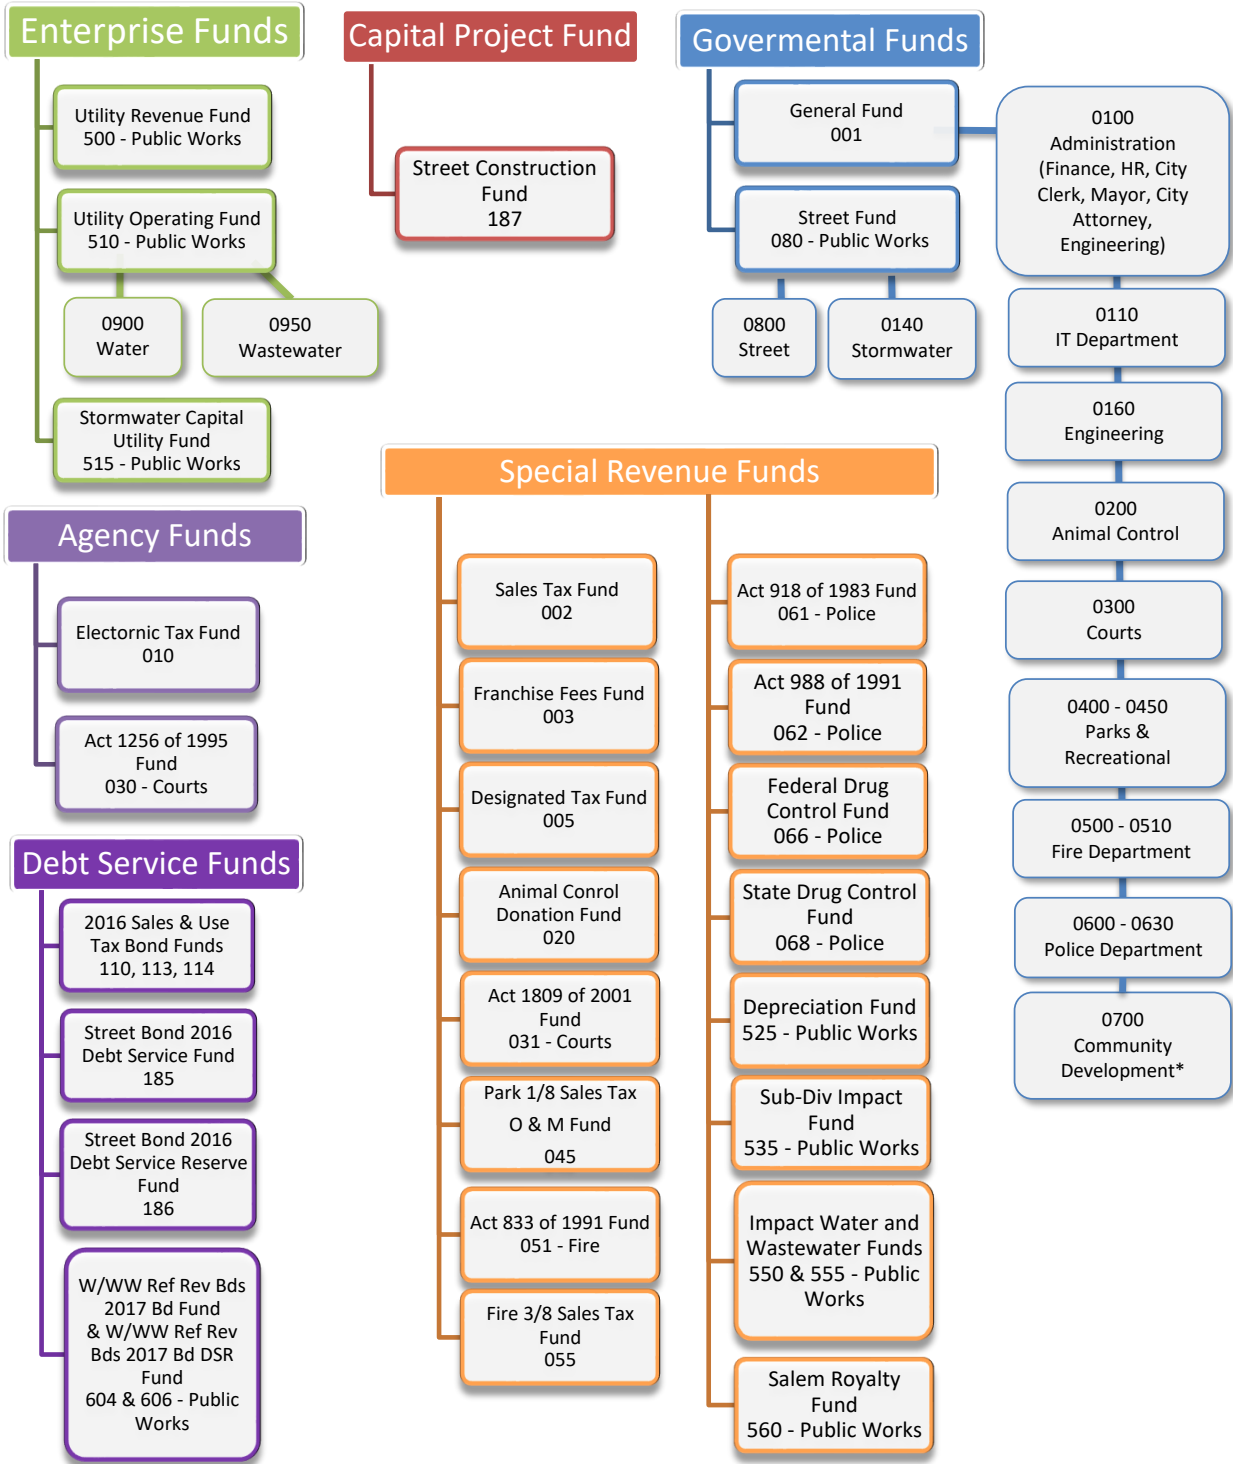 Enterprise Funds
Utility Revenue Fund
500 - Public Works
Utility Operating Fund
510 - Public Works
0900
Water
0950
Wastewater
Stormwater Capital
Utility Fund
515 - Public Works
Capital Project Fund
Street Construction
Fund
187
Govermental Funds
General Fund
001
Street Fund
080 - Public Works
0800
Street
0140
Stormwater
0100
Administration
(Finance, HR, City
Clerk, Mayor, City
Attorney,
Engineering)
0110
IT Department
0160
Engineering
0200
Animal Control
0300
Courts
0400 - 0450
Parks &
Recreational
0500 - 0510
Fire Department
0600 - 0630
Police Department
0700
Community
Development*
Agency Funds
Electornic Tax Fund
010
Act 1256 of 1995
Fund
030 - Courts
Debt Service Funds
2016 Sales & Use
Tax Bond Funds
110, 113, 114
Street Bond 2016
Debt Service Fund
185
Street Bond 2016
Debt Service Reserve
Fund
186
W/WW Ref Rev Bds
2017 Bd Fund
& W/WW Ref Rev
Bds 2017 Bd DSR
Fund
604 & 606 - Public
Works
Special Revenue Funds
Sales Tax Fund
002
Franchise Fees Fund
003
Designated Tax Fund
005
Animal Conrol
Donation Fund
020
Act 1809 of 2001
Fund
031 - Courts
Park 1/8 Sales Tax
O & M Fund
045
Act 833 of 1991 Fund
051 - Fire
Fire 3/8 Sales Tax
Fund
055
Act 918 of 1983 Fund
061 - Police
Act 988 of 1991
Fund
062 - Police
Federal Drug
Control Fund
066 - Police
State Drug Control
Fund
068 - Police
Depreciation Fund
525 - Public Works
Sub-Div Impact
Fund
535 - Public Works
Impact Water and
Wastewater Funds
550 & 555 - Public
Works
Salem Royalty
Fund
560 - Public Works